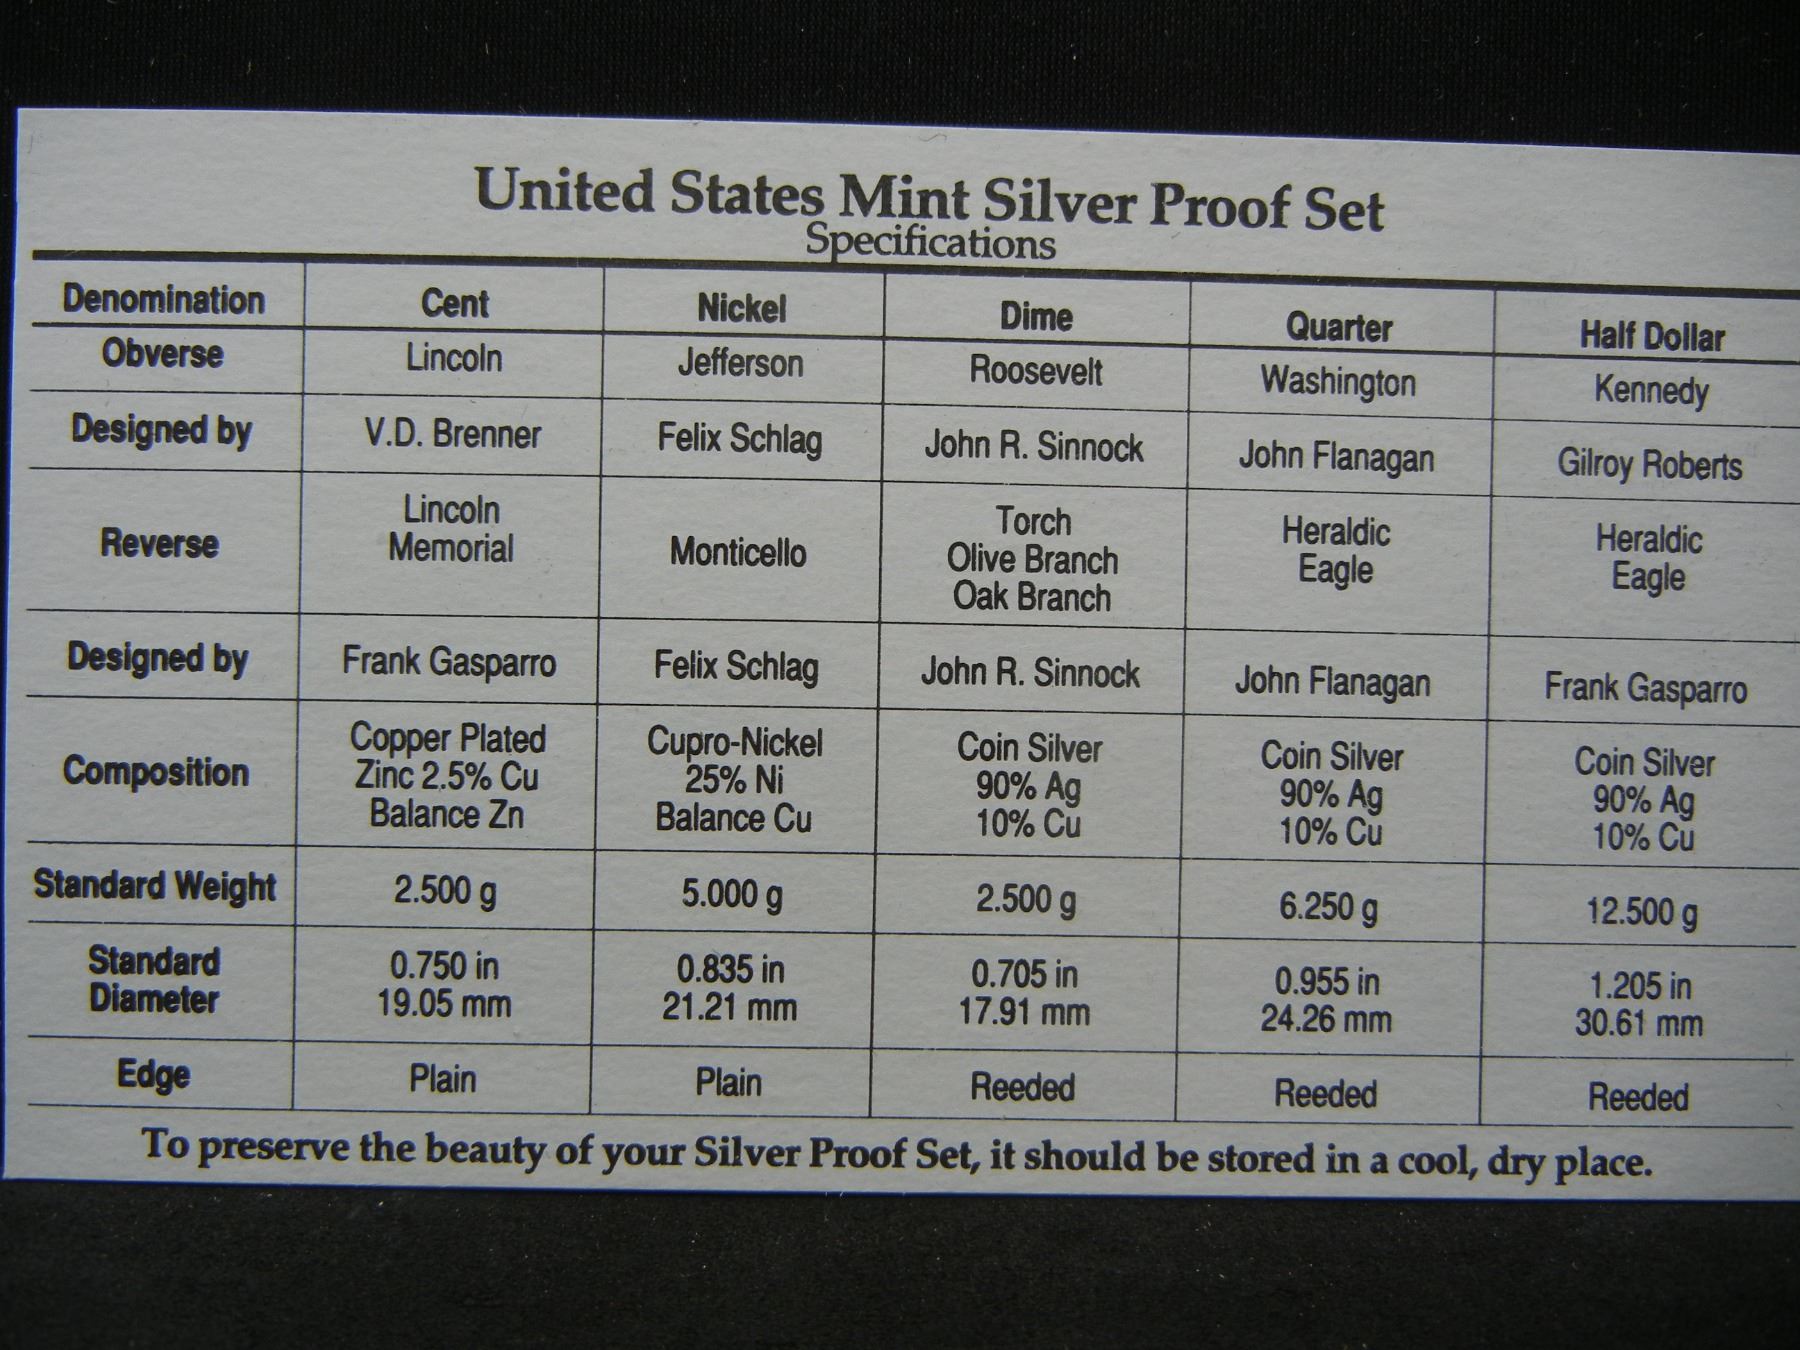 United States Mint Silver Proof Set
Specifications
Denomination Cent Nickel Dime Quarter Half Dollar
Obverse Lincoln Jefferson Roosevelt Washington Kennedy
Designed by V.D. Brenner Felix Schlag John R. Sinnock John Flanagan Gilroy Roberts
Reverse Lincoln Memorial Monticello Torch Olive Branch Oak Branch Heraldic Eagle Heraldic Eagle
Designed by Frank Gasparro Felix Schlag John R. Sinnock John Flanagan Frank Gasparro
Composition Copper Plated Zinc 2.5% Cu Balance Zn Cupro-Nickel 25% Ni Balance Cu Coin Silver 90% Ag 10% Cu Coin Silver 90% Ag 10% Cu Coin Silver 90% Ag 10% Cu
Standard Weight 2.500 g 5.000 g 2.500 g 6.250 g 12.500 g
Standard Diameter 0.750 in 19.05 mm 0.835 in 21.21 mm 0.705 in 17.91 mm 0.955 in 24.26 mm 1.205 in 30.61 mm
Edge Plain Plain Reeded Reeded Reeded
To preserve the beauty of your Silver Proof Set, it should be stored in a cool, dry place.